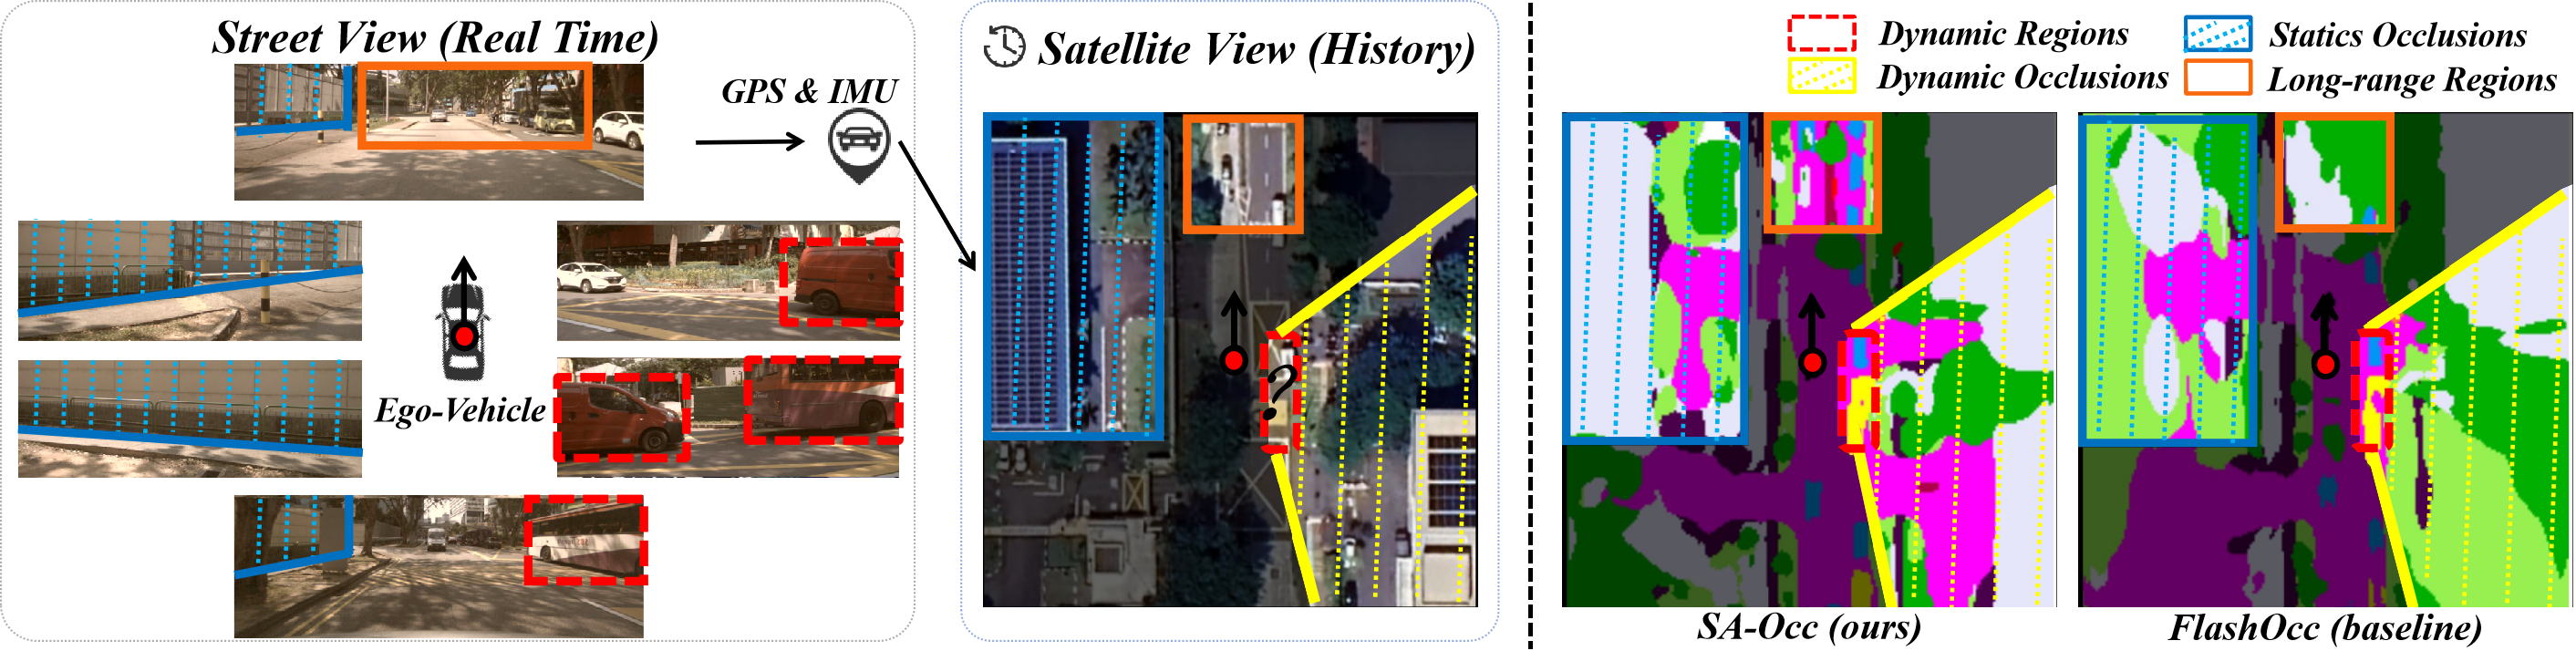 Street View (Real Time)
GPS & IMU
Ego-Vehicle
Satellite View (History)
?
Dynamic Regions
Statics Occlusions
Dynamic Occlusions
Long-range Regions
SA-Occ (ours)
FlashOcc (baseline)